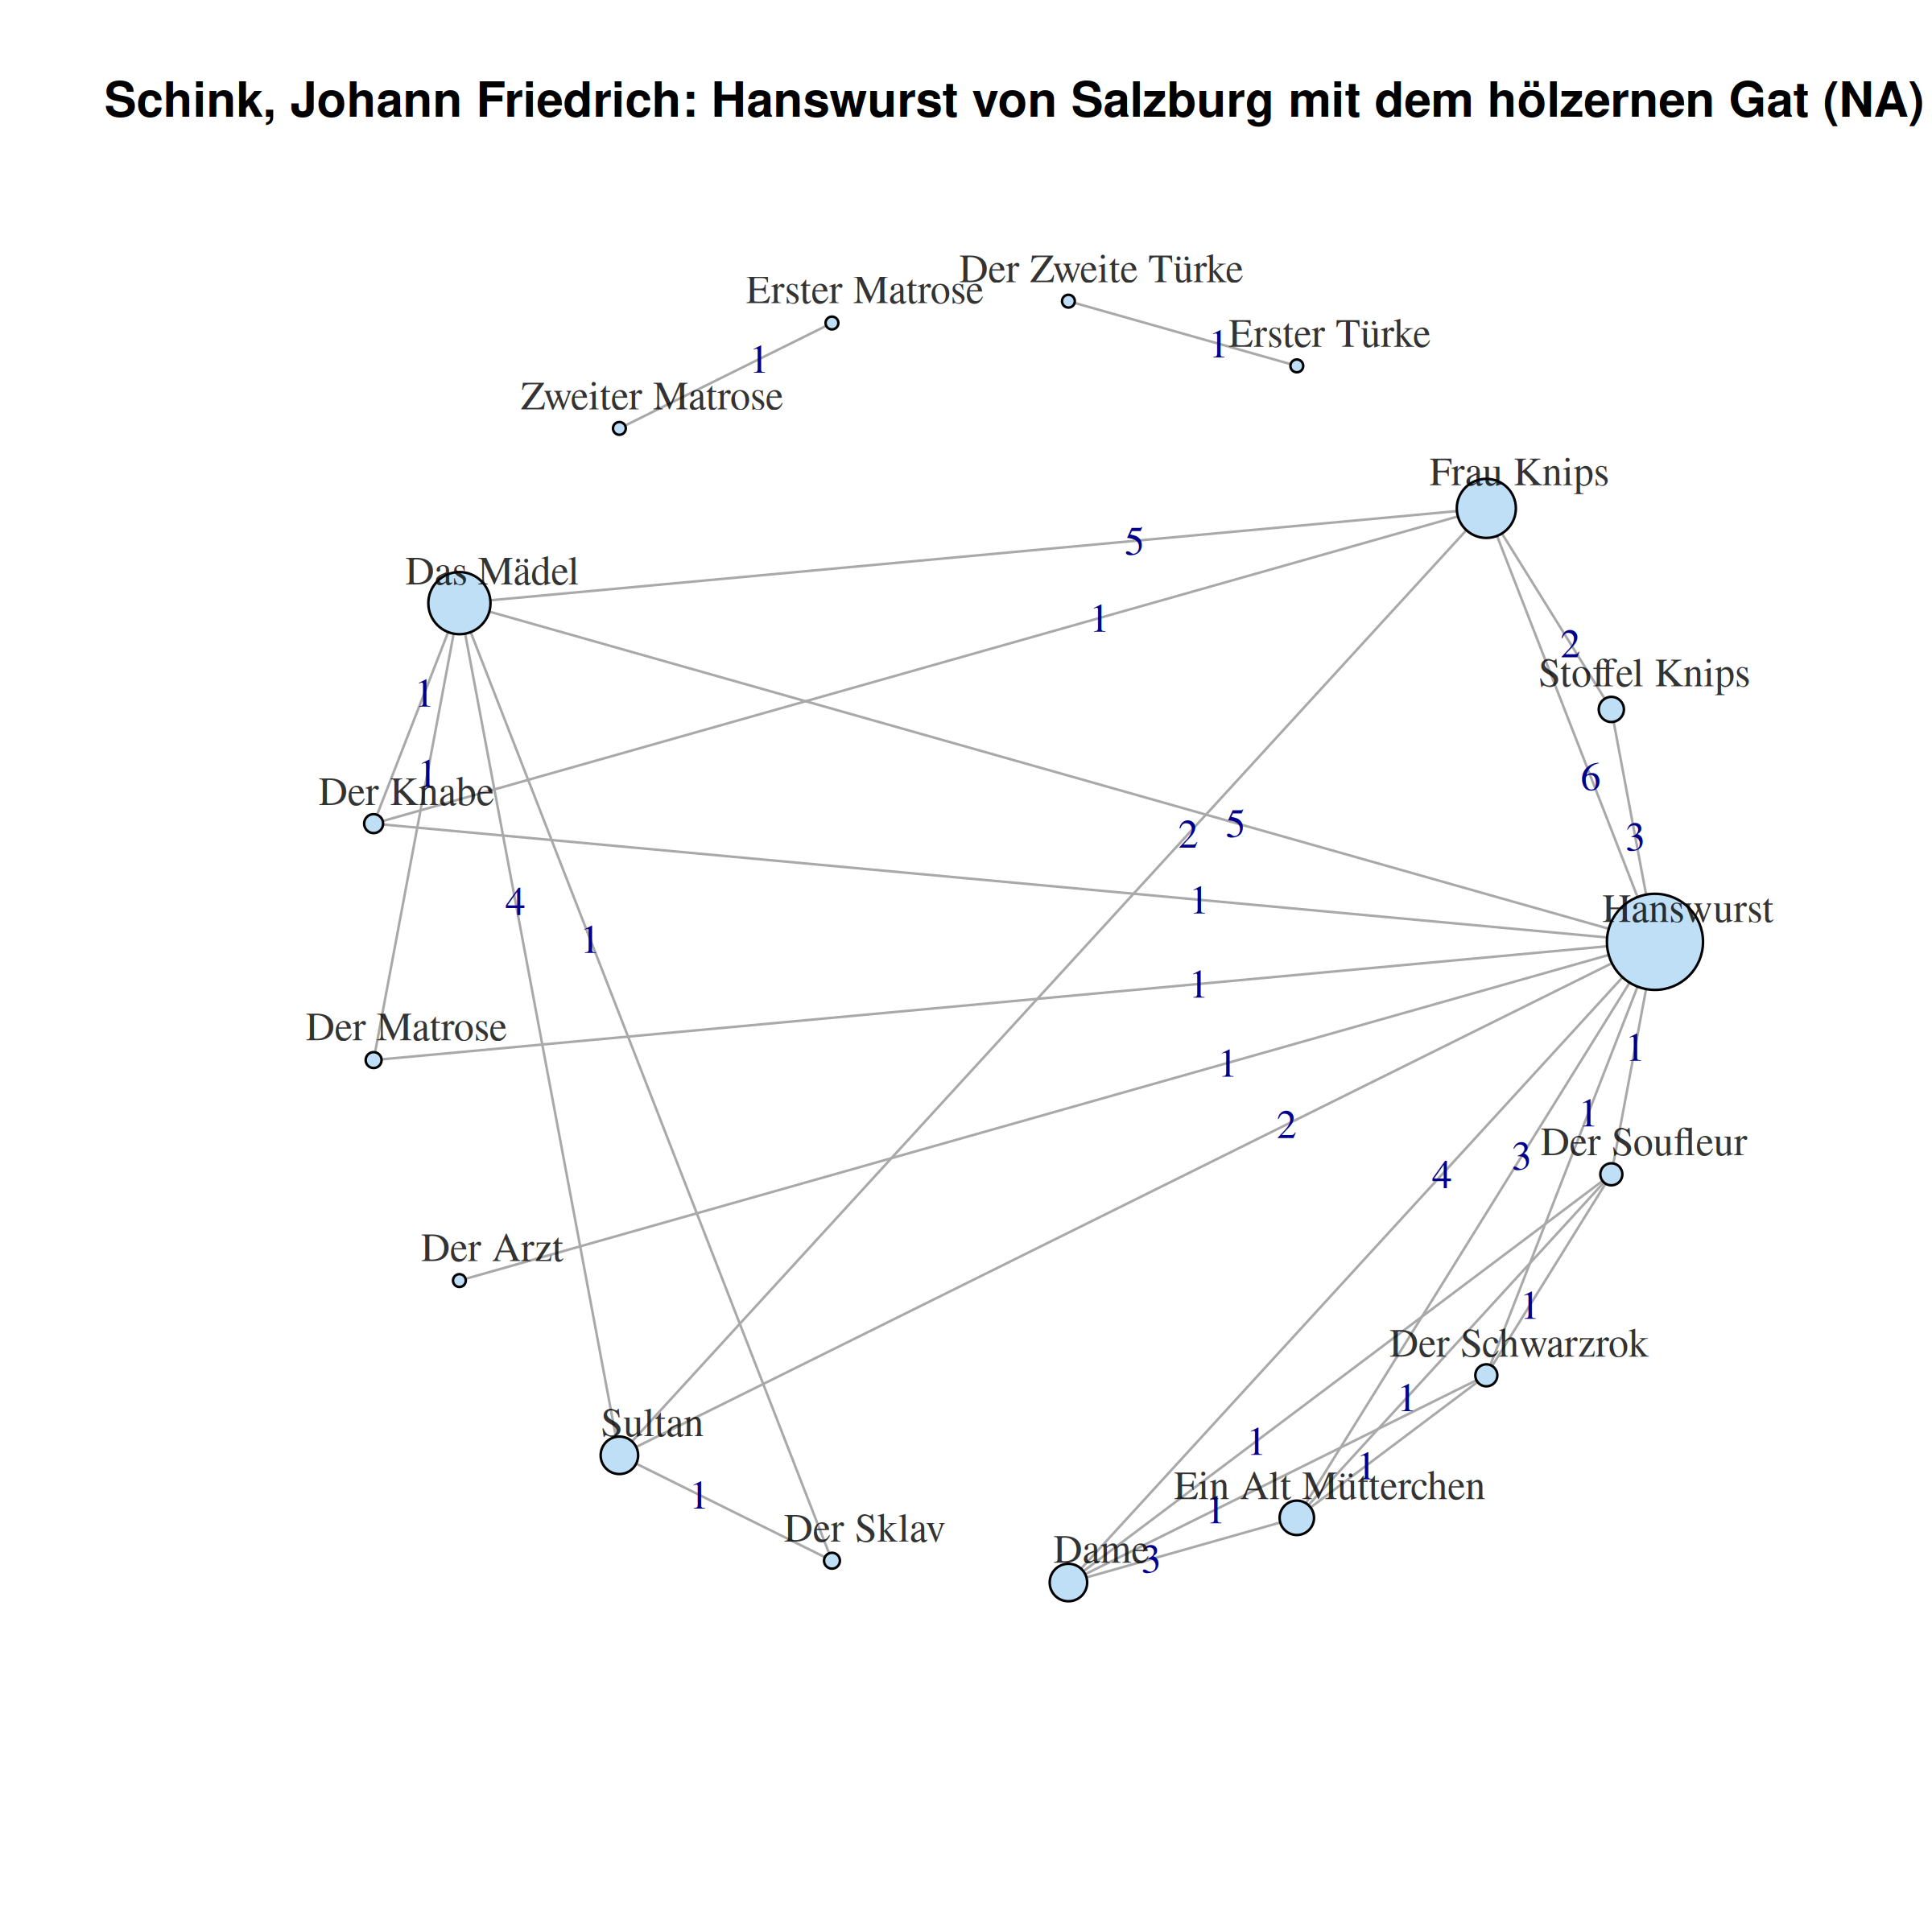 Schink, Johann Friedrich: Hanswurst von Salzburg mit dem hölzernen Gat (NA)
Der Zweite Türke
Erster Matrose
Erster Türke
1
1
Zweiter Matrose
Frau Knips
5
Das Mädel
1
2
Stoffel Knips
1
1
6
Der Knabe
5
2
3
4
1
Hanswurst
1
1
Der Matrose
1
1
2
1
Der Soufleur
3
4
Der Arzt
1
Der Schwarzrok
1
Sultan
1
1
Ein Alt Mütterchen
1
1
Der Sklav
Dame
3